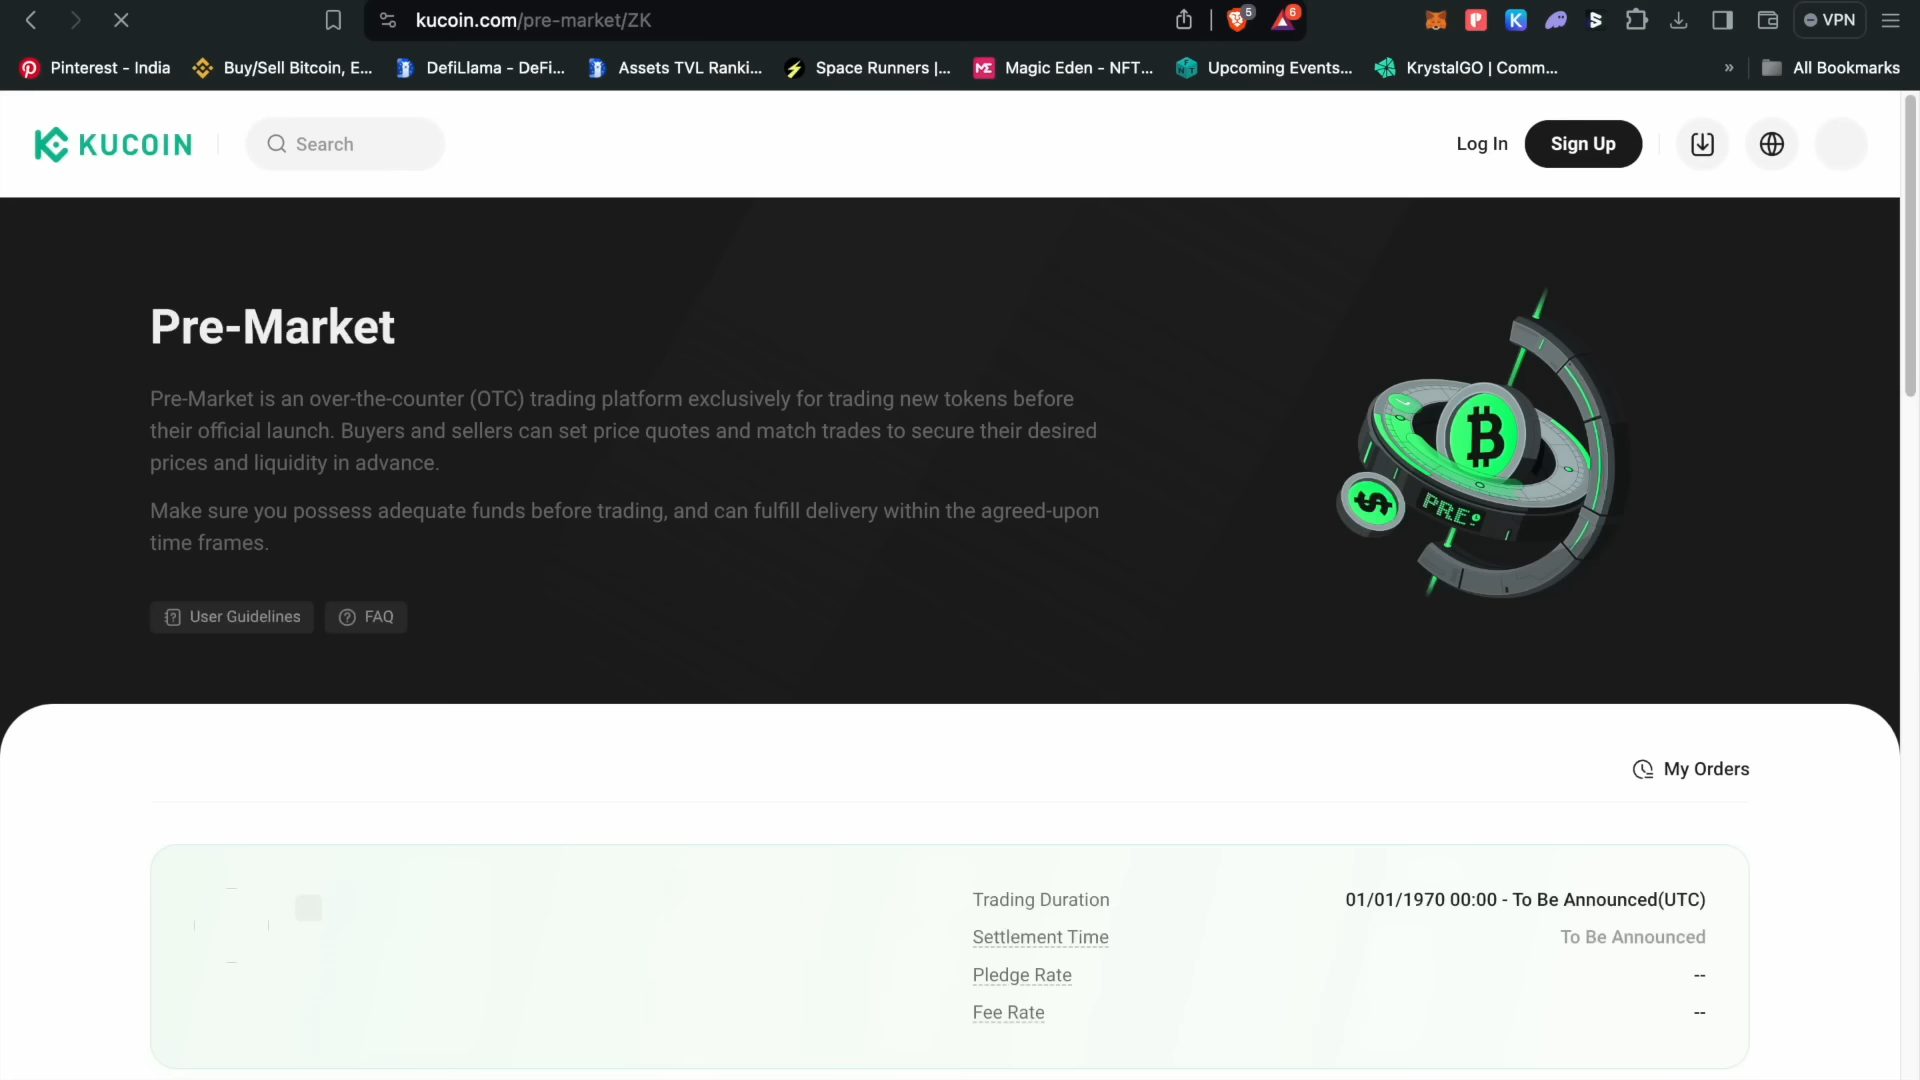 kucoin.com/pre-market/ZK
5
6
VPN
Pinterest - India
Buy/Sell Bitcoin, E...
DefiLlama - DeFi...
Assets TVL Ranki...
Space Runners |...
ME
Magic Eden - NFT...
Upcoming Events...
KrystalGO | Comm...
»
All Bookmarks
KUCOIN
Search
Log In
Sign Up
Pre-Market
Pre-Market is an over-the-counter (OTC) trading platform exclusively for trading new tokens before
their official launch. Buyers and sellers can set price quotes and match trades to secure their desired
prices and liquidity in advance.
Make sure you possess adequate funds before trading, and can fulfill delivery within the agreed-upon
time frames.
PRE
User Guidelines
FAQ
My Orders
Trading Duration
01/01/1970 00:00 - To Be Announced(UTC)
Settlement Time
To Be Announced
Pledge Rate
--
Fee Rate
--